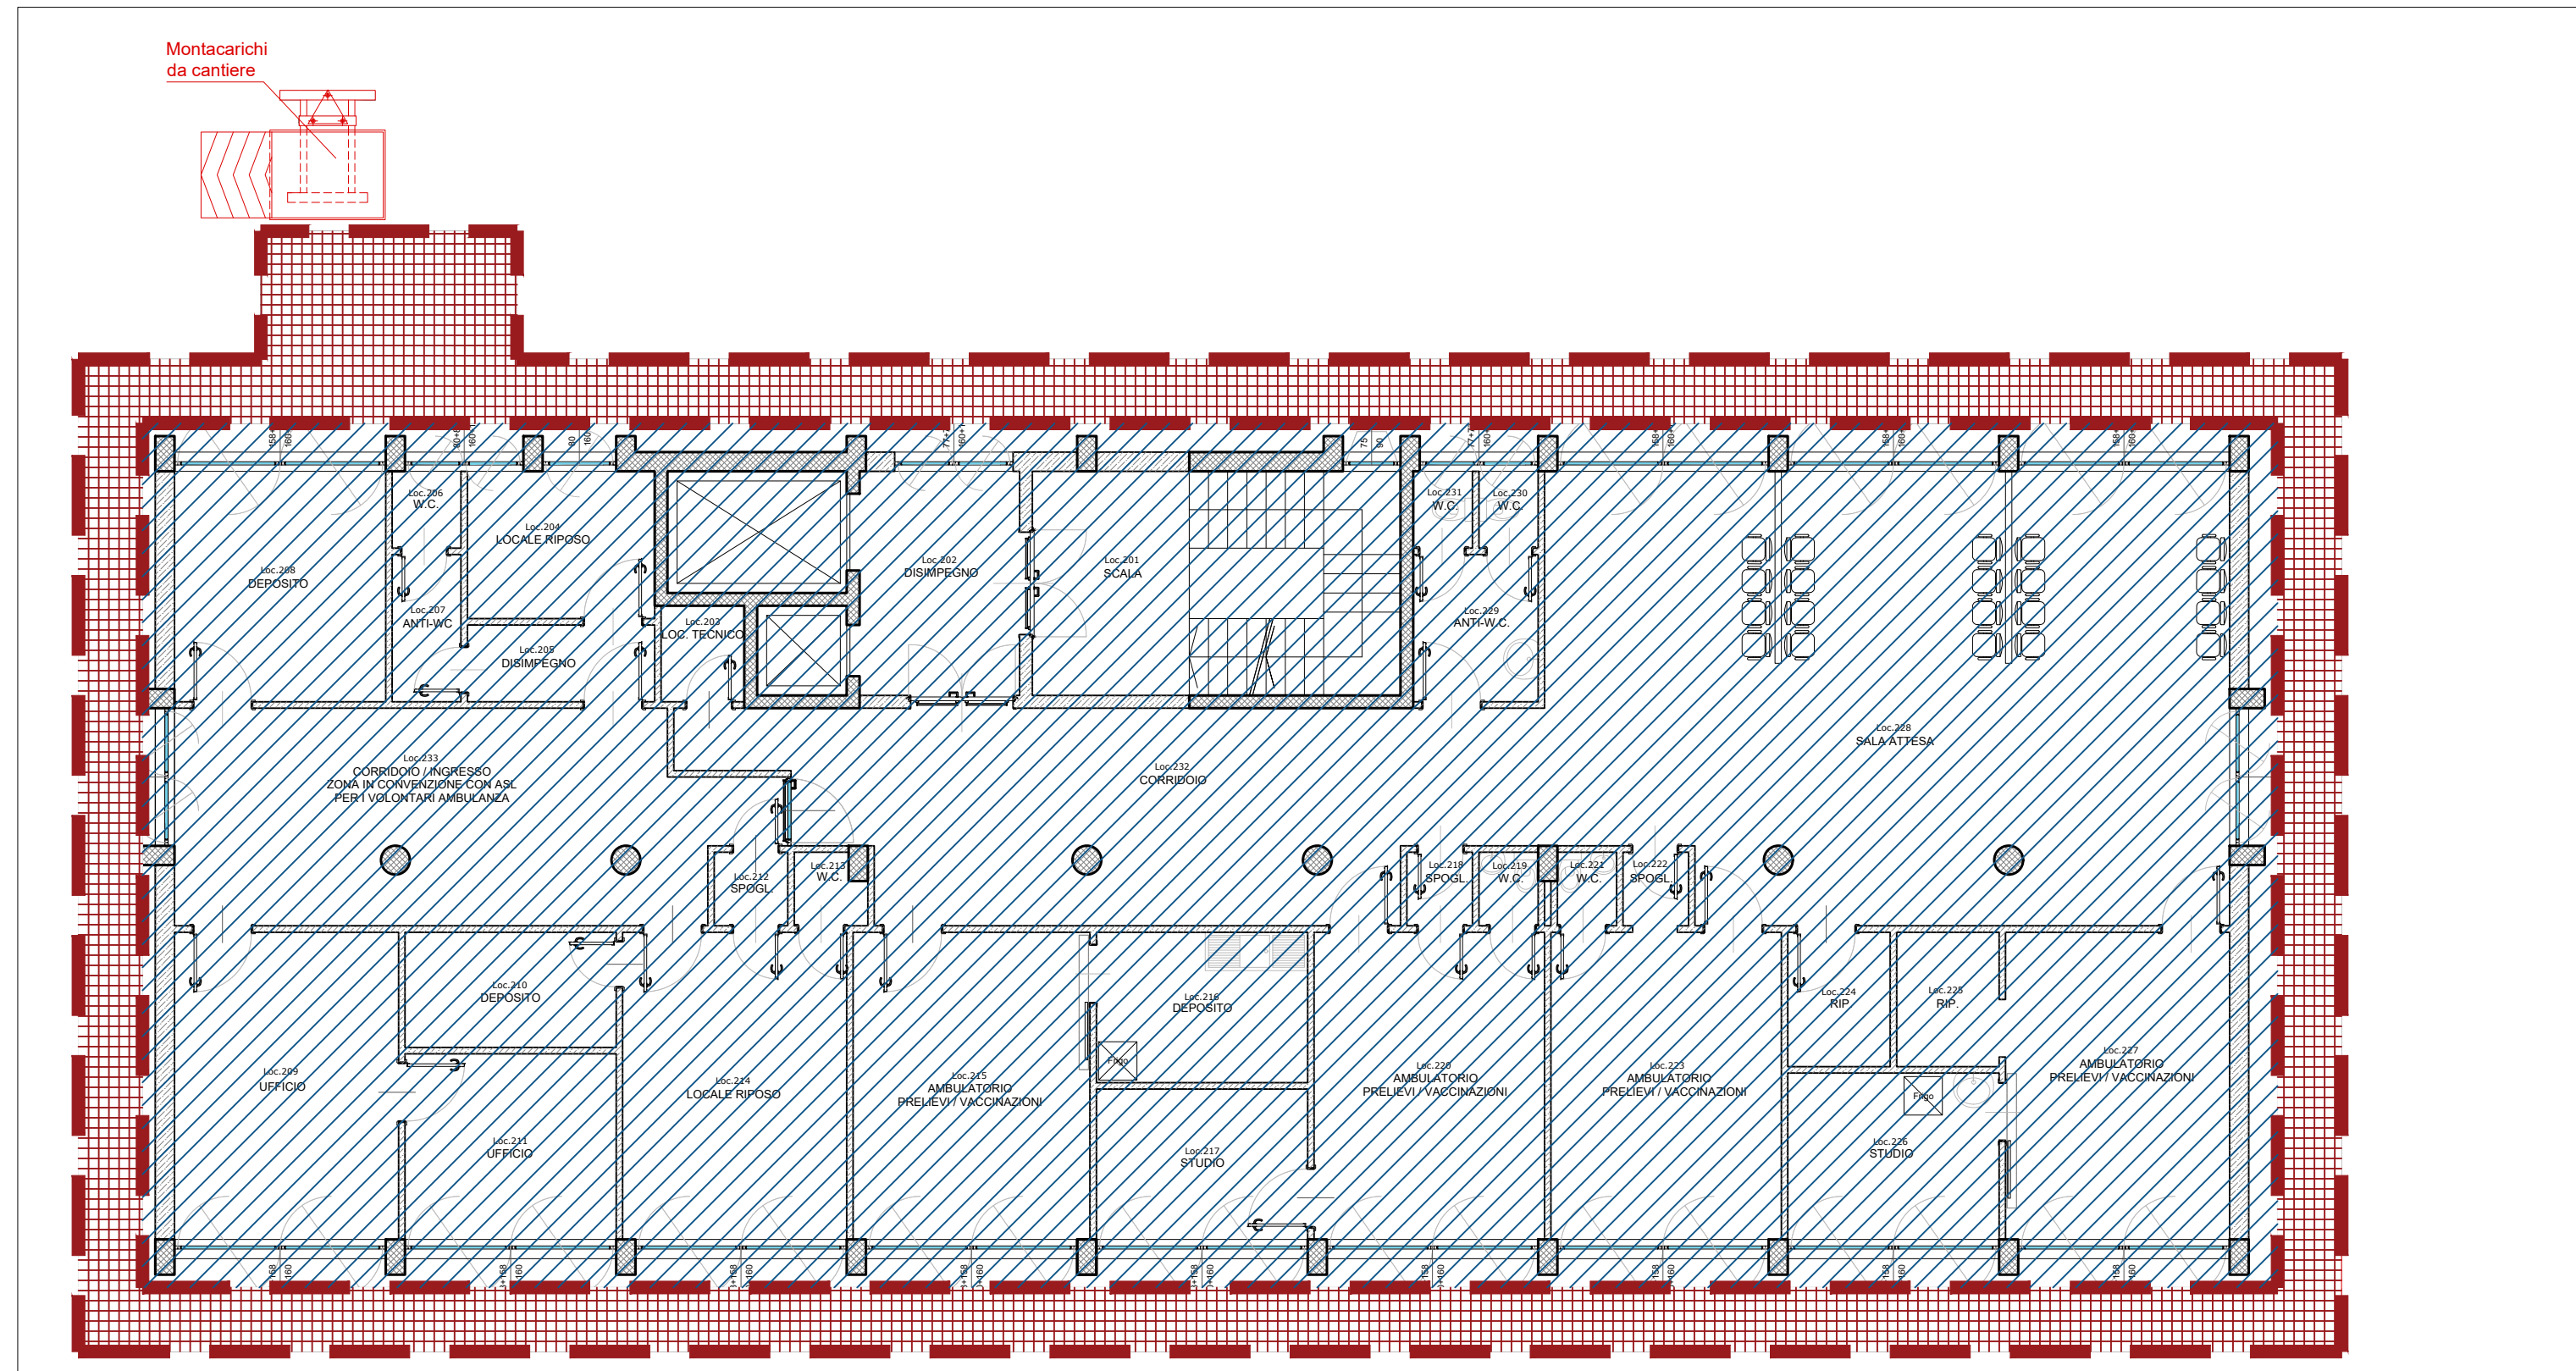 Montacarichi
da cantiere
75
90
80
160
Loc.206
W.C.
Loc.204
LOCALE RIPOSO
Loc.231
W.C.
Loc.230
W.C.
Loc.208
DEPOSITO
Loc.202
DISIMPEGNO
Loc.201
SCALA
Loc.207
ANTI-WC
Loc.203
LOC. TECNICO
Loc.229
ANTI-W.C.
Loc.205
DISIMPEGNO
Loc.228
SALA ATTESA
Loc.233
CORRIDOIO / INGRESSO
ZONA IN CONVENZIONE CON ASL
PER I VOLONTARI AMBULANZA
Loc.232
CORRIDOIO
Loc.212
SPOGL.
Loc.213
W.C.
Loc.218
SPOGL.
Loc.219
W.C.
Loc.221
W.C.
Loc.222
SPOGL.
Loc.210
DEPOSITO
Loc.216
DEPOSITO
Loc.224
RIP.
Loc.225
RIP.
Frigo
Loc.209
UFFICIO
Loc.214
LOCALE RIPOSO
Loc.215
AMBULATORIO
PRELIEVI / VACCINAZIONI
Loc.220
AMBULATORIO
PRELIEVI / VACCINAZIONI
Loc.223
AMBULATORIO
PRELIEVI / VACCINAZIONI
Loc.227
AMBULATORIO
PRELIEVI / VACCINAZIONI
Frigo
Loc.211
UFFICIO
Loc.217
STUDIO
Loc.226
STUDIO